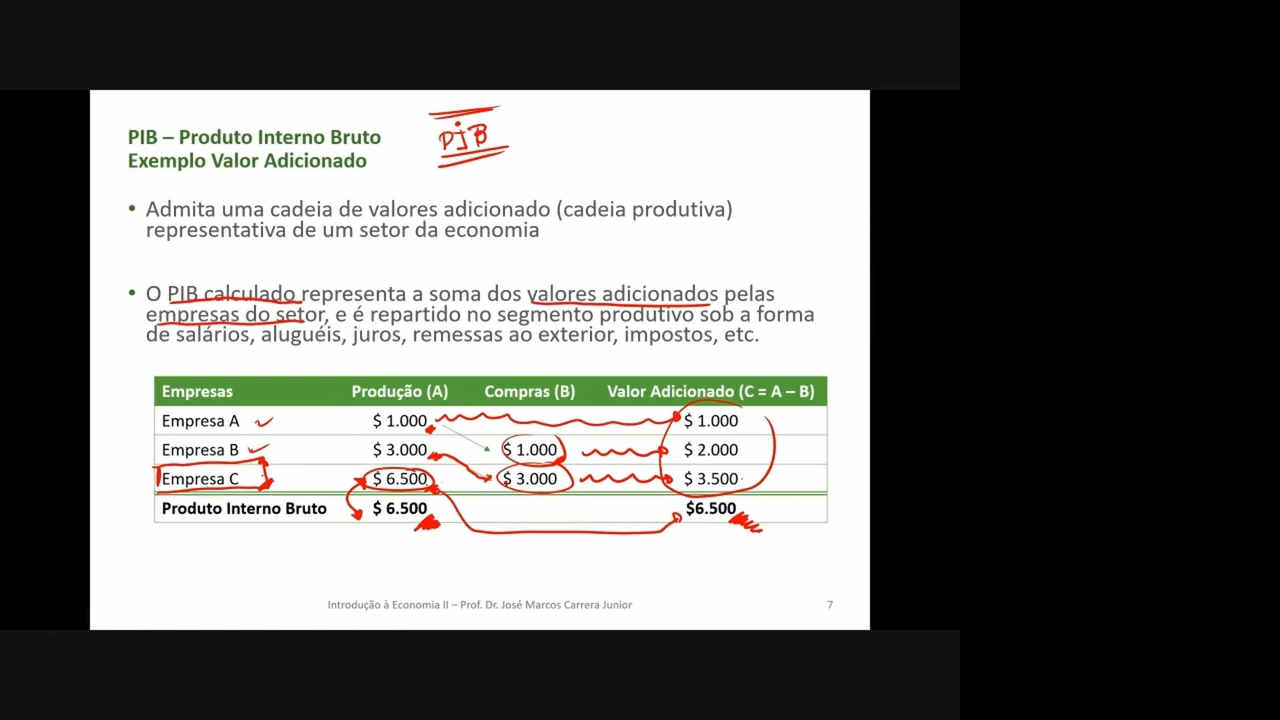 PIB – Produto Interno Bruto
PIB
Exemplo Valor Adicionado
• Admita uma cadeia de valores adicionado (cadeia produtiva)
representativa de um setor da economia
• O PIB calculado representa a soma dos valores adicionados pelas
empresas do setor, e é repartido no segmento produtivo sob a forma
de salários, aluguéis, juros, remessas ao exterior, impostos, etc.
Empresas Produção (A) Compras (B) Valor Adicionado (C = A – B)
Empresa A $ 1.000 $ 1.000
Empresa B $ 3.000 $ 1.000 $ 2.000
Empresa C $ 6.500 $ 3.000 $ 3.500
Produto Interno Bruto $ 6.500 $6.500
Introdução à Economia II – Prof. Dr. José Marcos Carrera Junior 7